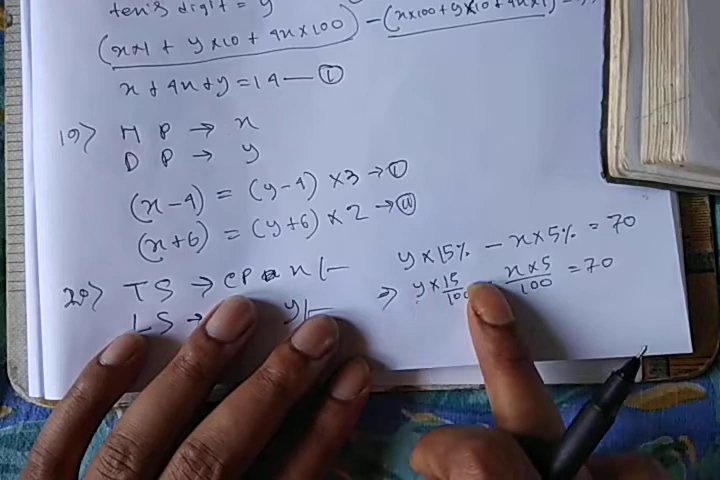 ten's digit = y
(x×1 + y×10 + 4x×100) - (x×100 + y×10 + 4x×1)
x + 4x + y = 14 — ①
19) H P → x
D P → y
(x-4) = (y-4) × 3 → ①
(x+6) = (y+6) × 2 → ⑪
20) TS → CP x/-
LS → y/-
y × 15% - x × 5% = 70
⇒ y × 15/100 - x×5/100 = 70